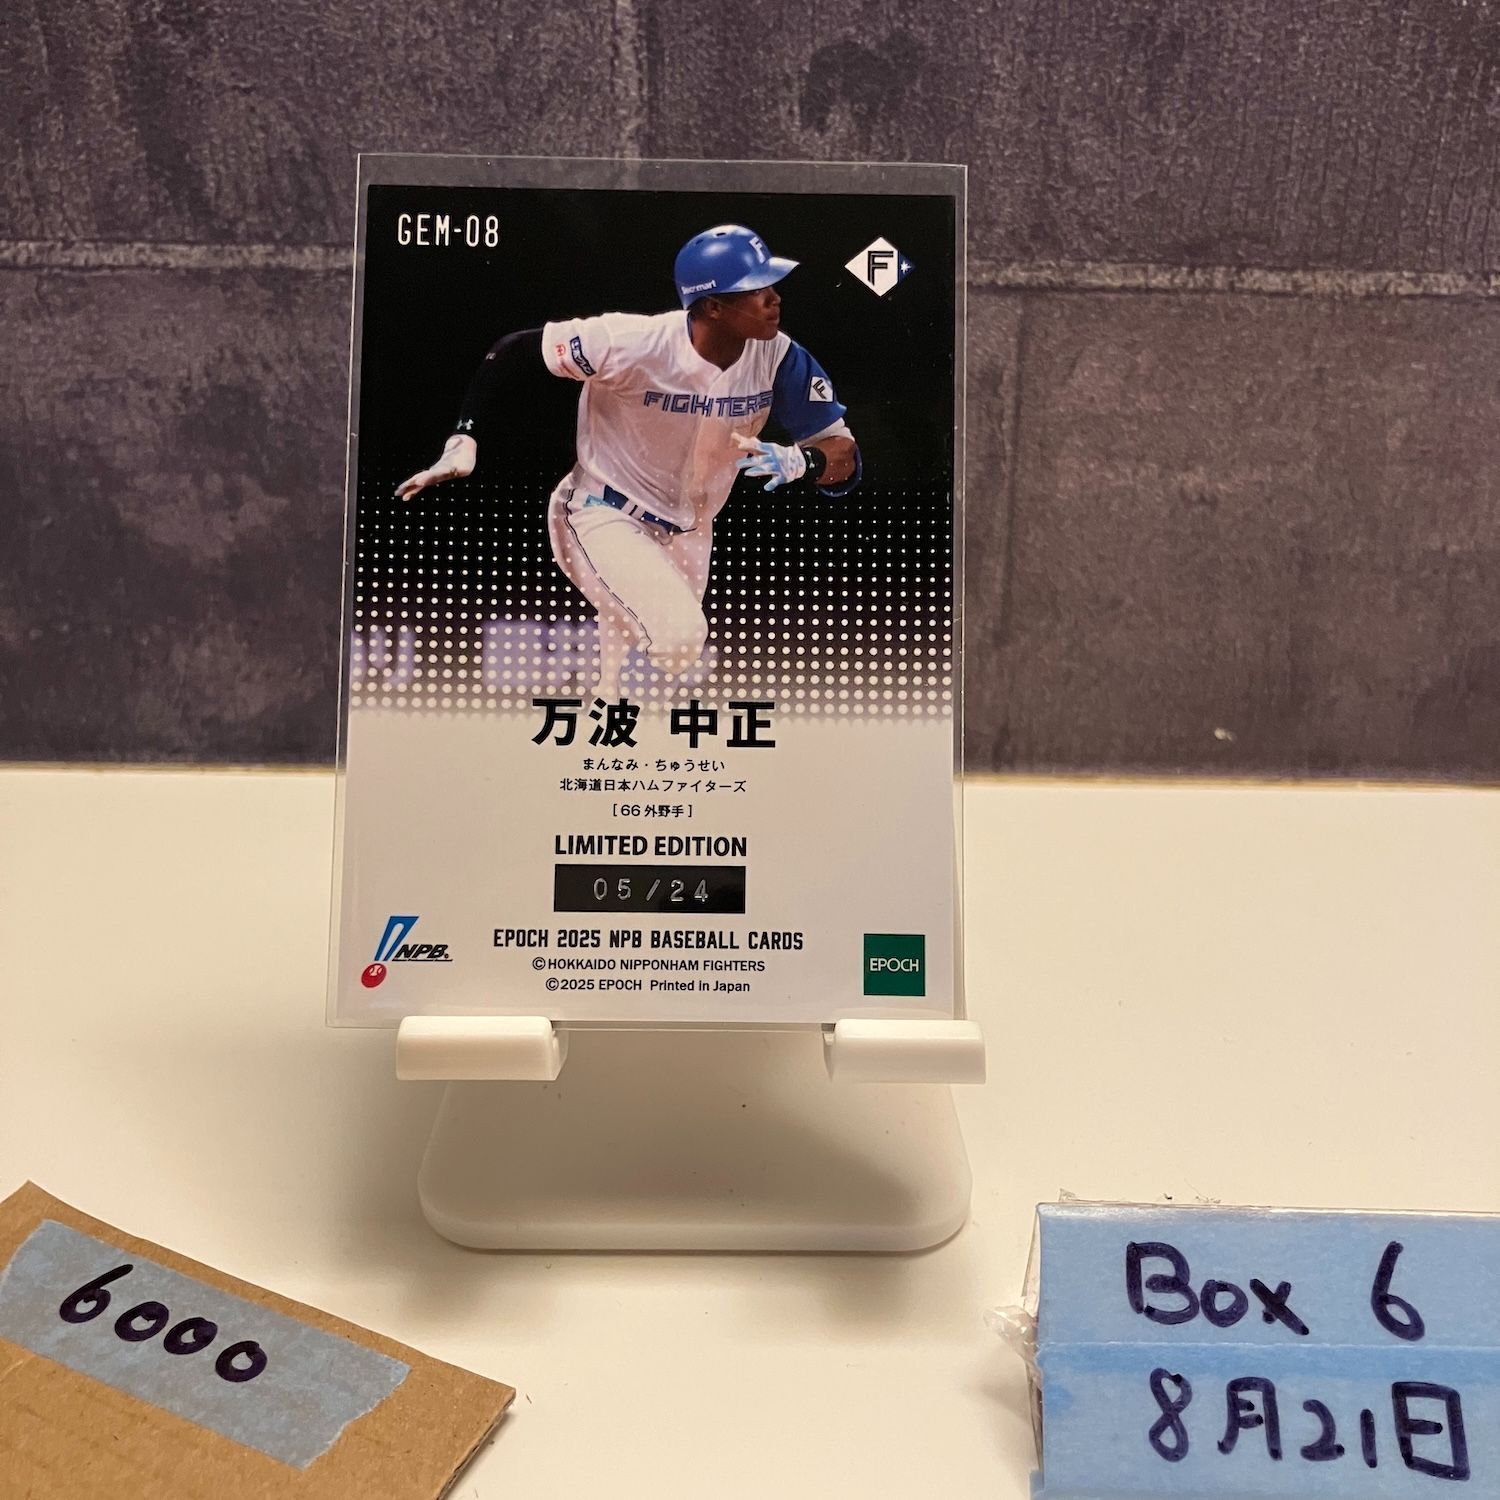 GEM-08
F
F
Secomart
FIGHTERS
F
万波 中正
まんなみ・ちゅうせい
北海道日本ハムファイターズ
[ 66 外野手 ]
LIMITED EDITION
05/24
NPB
EPOCH 2025 NPB BASEBALL CARDS
©HOKKAIDO NIPPONHAM FIGHTERS
©2025 EPOCH Printed in Japan
EPOCH
6000
Box 6
8月21日